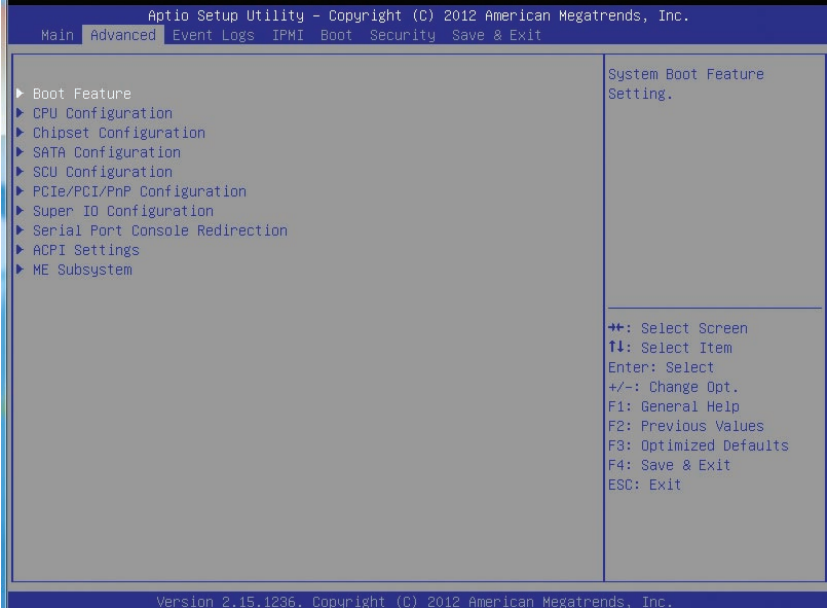 Aptio Setup Utility – Copyright (C) 2012 American Megatrends, Inc.
Main Advanced Event Logs IPMI Boot Security Save & Exit
▶ Boot Feature
▶ CPU Configuration
▶ Chipset Configuration
▶ SATA Configuration
▶ SCU Configuration
▶ PCIe/PCI/PnP Configuration
▶ Super IO Configuration
▶ Serial Port Console Redirection
▶ ACPI Settings
▶ ME Subsystem
System Boot Feature
Setting.
→←: Select Screen
↑↓: Select Item
Enter: Select
+/-: Change Opt.
F1: General Help
F2: Previous Values
F3: Optimized Defaults
F4: Save & Exit
ESC: Exit
Version 2.15.1236. Copyright (C) 2012 American Megatrends, Inc.